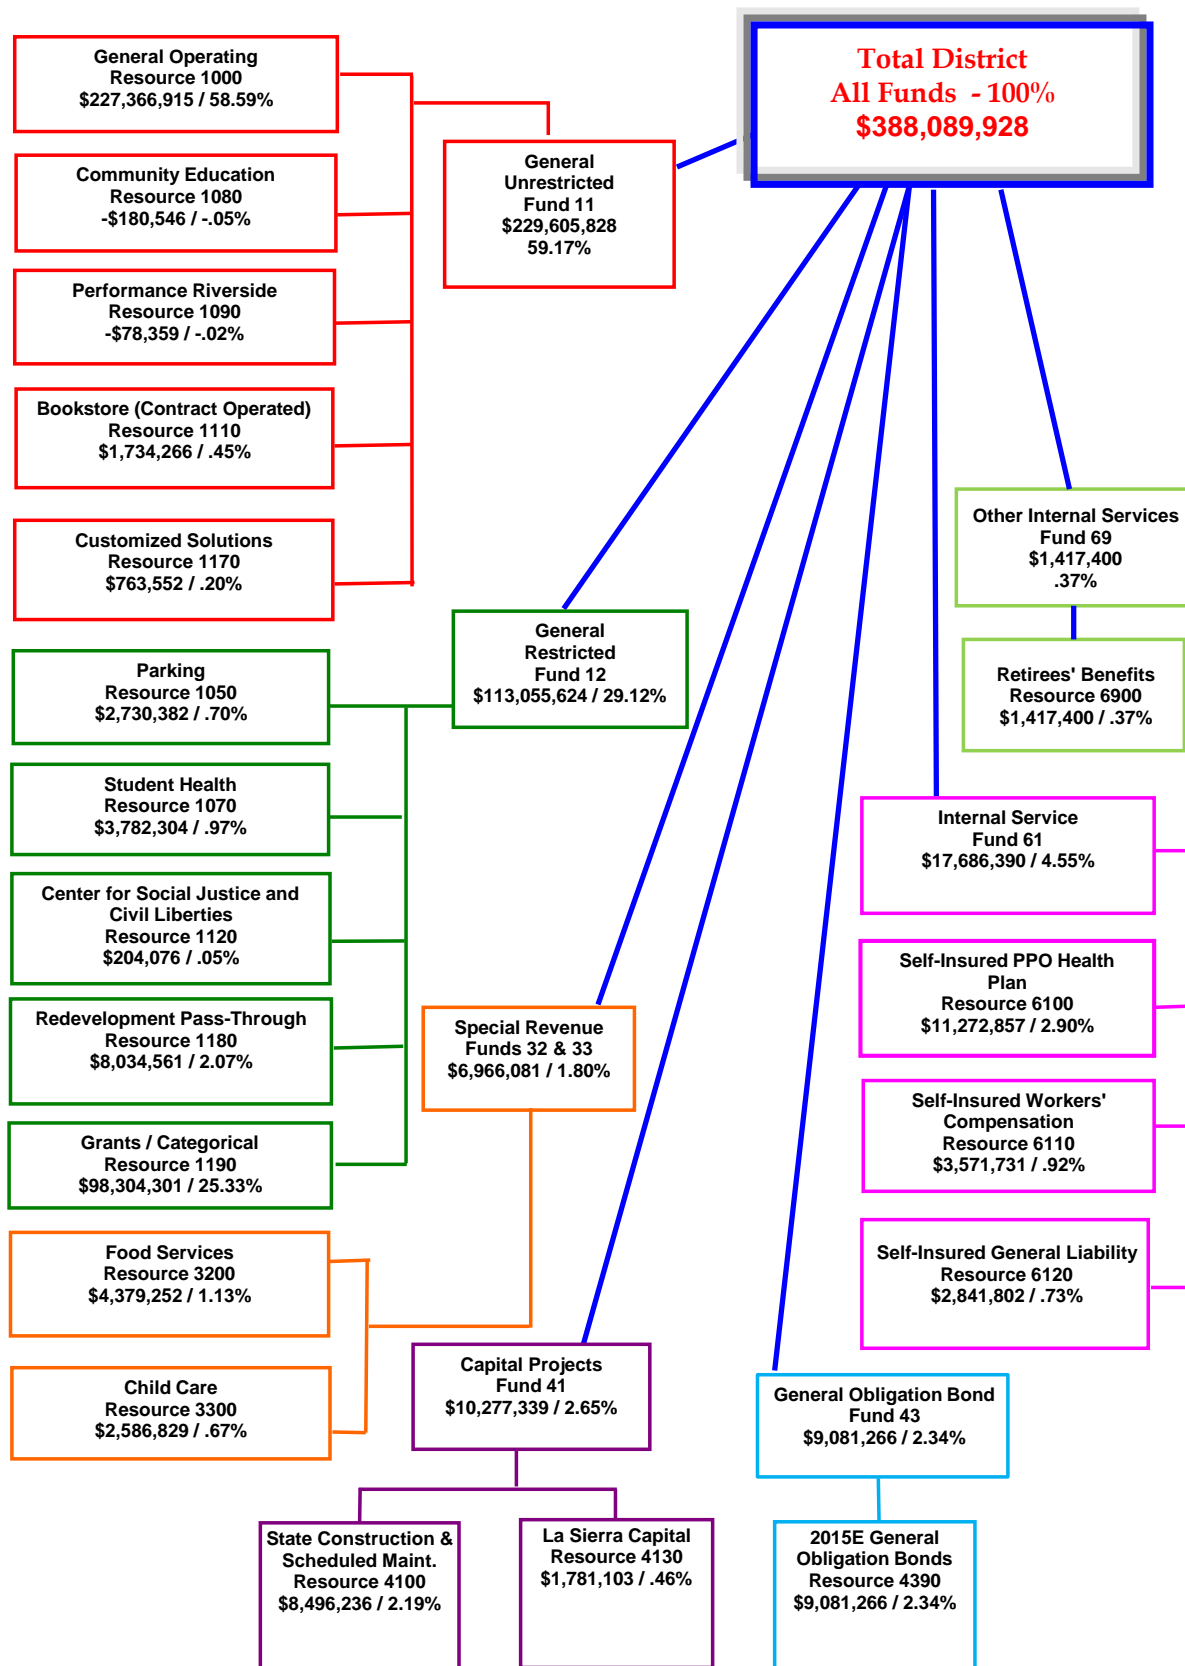 Total District
All Funds  - 100%
$388,089,928
General Operating
Resource 1000
$227,366,915 / 58.59%
Community Education
Resource 1080
-$180,546 / -.05%
Performance Riverside
Resource 1090
-$78,359 / -.02%
Bookstore (Contract Operated)
Resource 1110
$1,734,266 / .45%
Customized Solutions
Resource 1170
$763,552 / .20%
General
Unrestricted
Fund 11
$229,605,828
59.17%
Other Internal Services
Fund 69
$1,417,400
.37%
Retirees' Benefits
Resource 6900
$1,417,400 / .37%
General
Restricted
Fund 12
$113,055,624 / 29.12%
Parking
Resource 1050
$2,730,382 / .70%
Student Health
Resource 1070
$3,782,304 / .97%
Center for Social Justice and
Civil Liberties
Resource 1120
$204,076 / .05%
Redevelopment Pass-Through
Resource 1180
$8,034,561 / 2.07%
Grants / Categorical
Resource 1190
$98,304,301 / 25.33%
Internal Service
Fund 61
$17,686,390 / 4.55%
Self-Insured PPO Health
Plan
Resource 6100
$11,272,857 / 2.90%
Self-Insured Workers'
Compensation
Resource 6110
$3,571,731 / .92%
Self-Insured General Liability
Resource 6120
$2,841,802 / .73%
Special Revenue
Funds 32 & 33
$6,966,081 / 1.80%
Food Services
Resource 3200
$4,379,252 / 1.13%
Child Care
Resource 3300
$2,586,829 / .67%
Capital Projects
Fund 41
$10,277,339 / 2.65%
General Obligation Bond
Fund 43
$9,081,266 / 2.34%
State Construction &
Scheduled Maint.
Resource 4100
$8,496,236 / 2.19%
La Sierra Capital
Resource 4130
$1,781,103 / .46%
2015E General
Obligation Bonds
Resource 4390
$9,081,266 / 2.34%